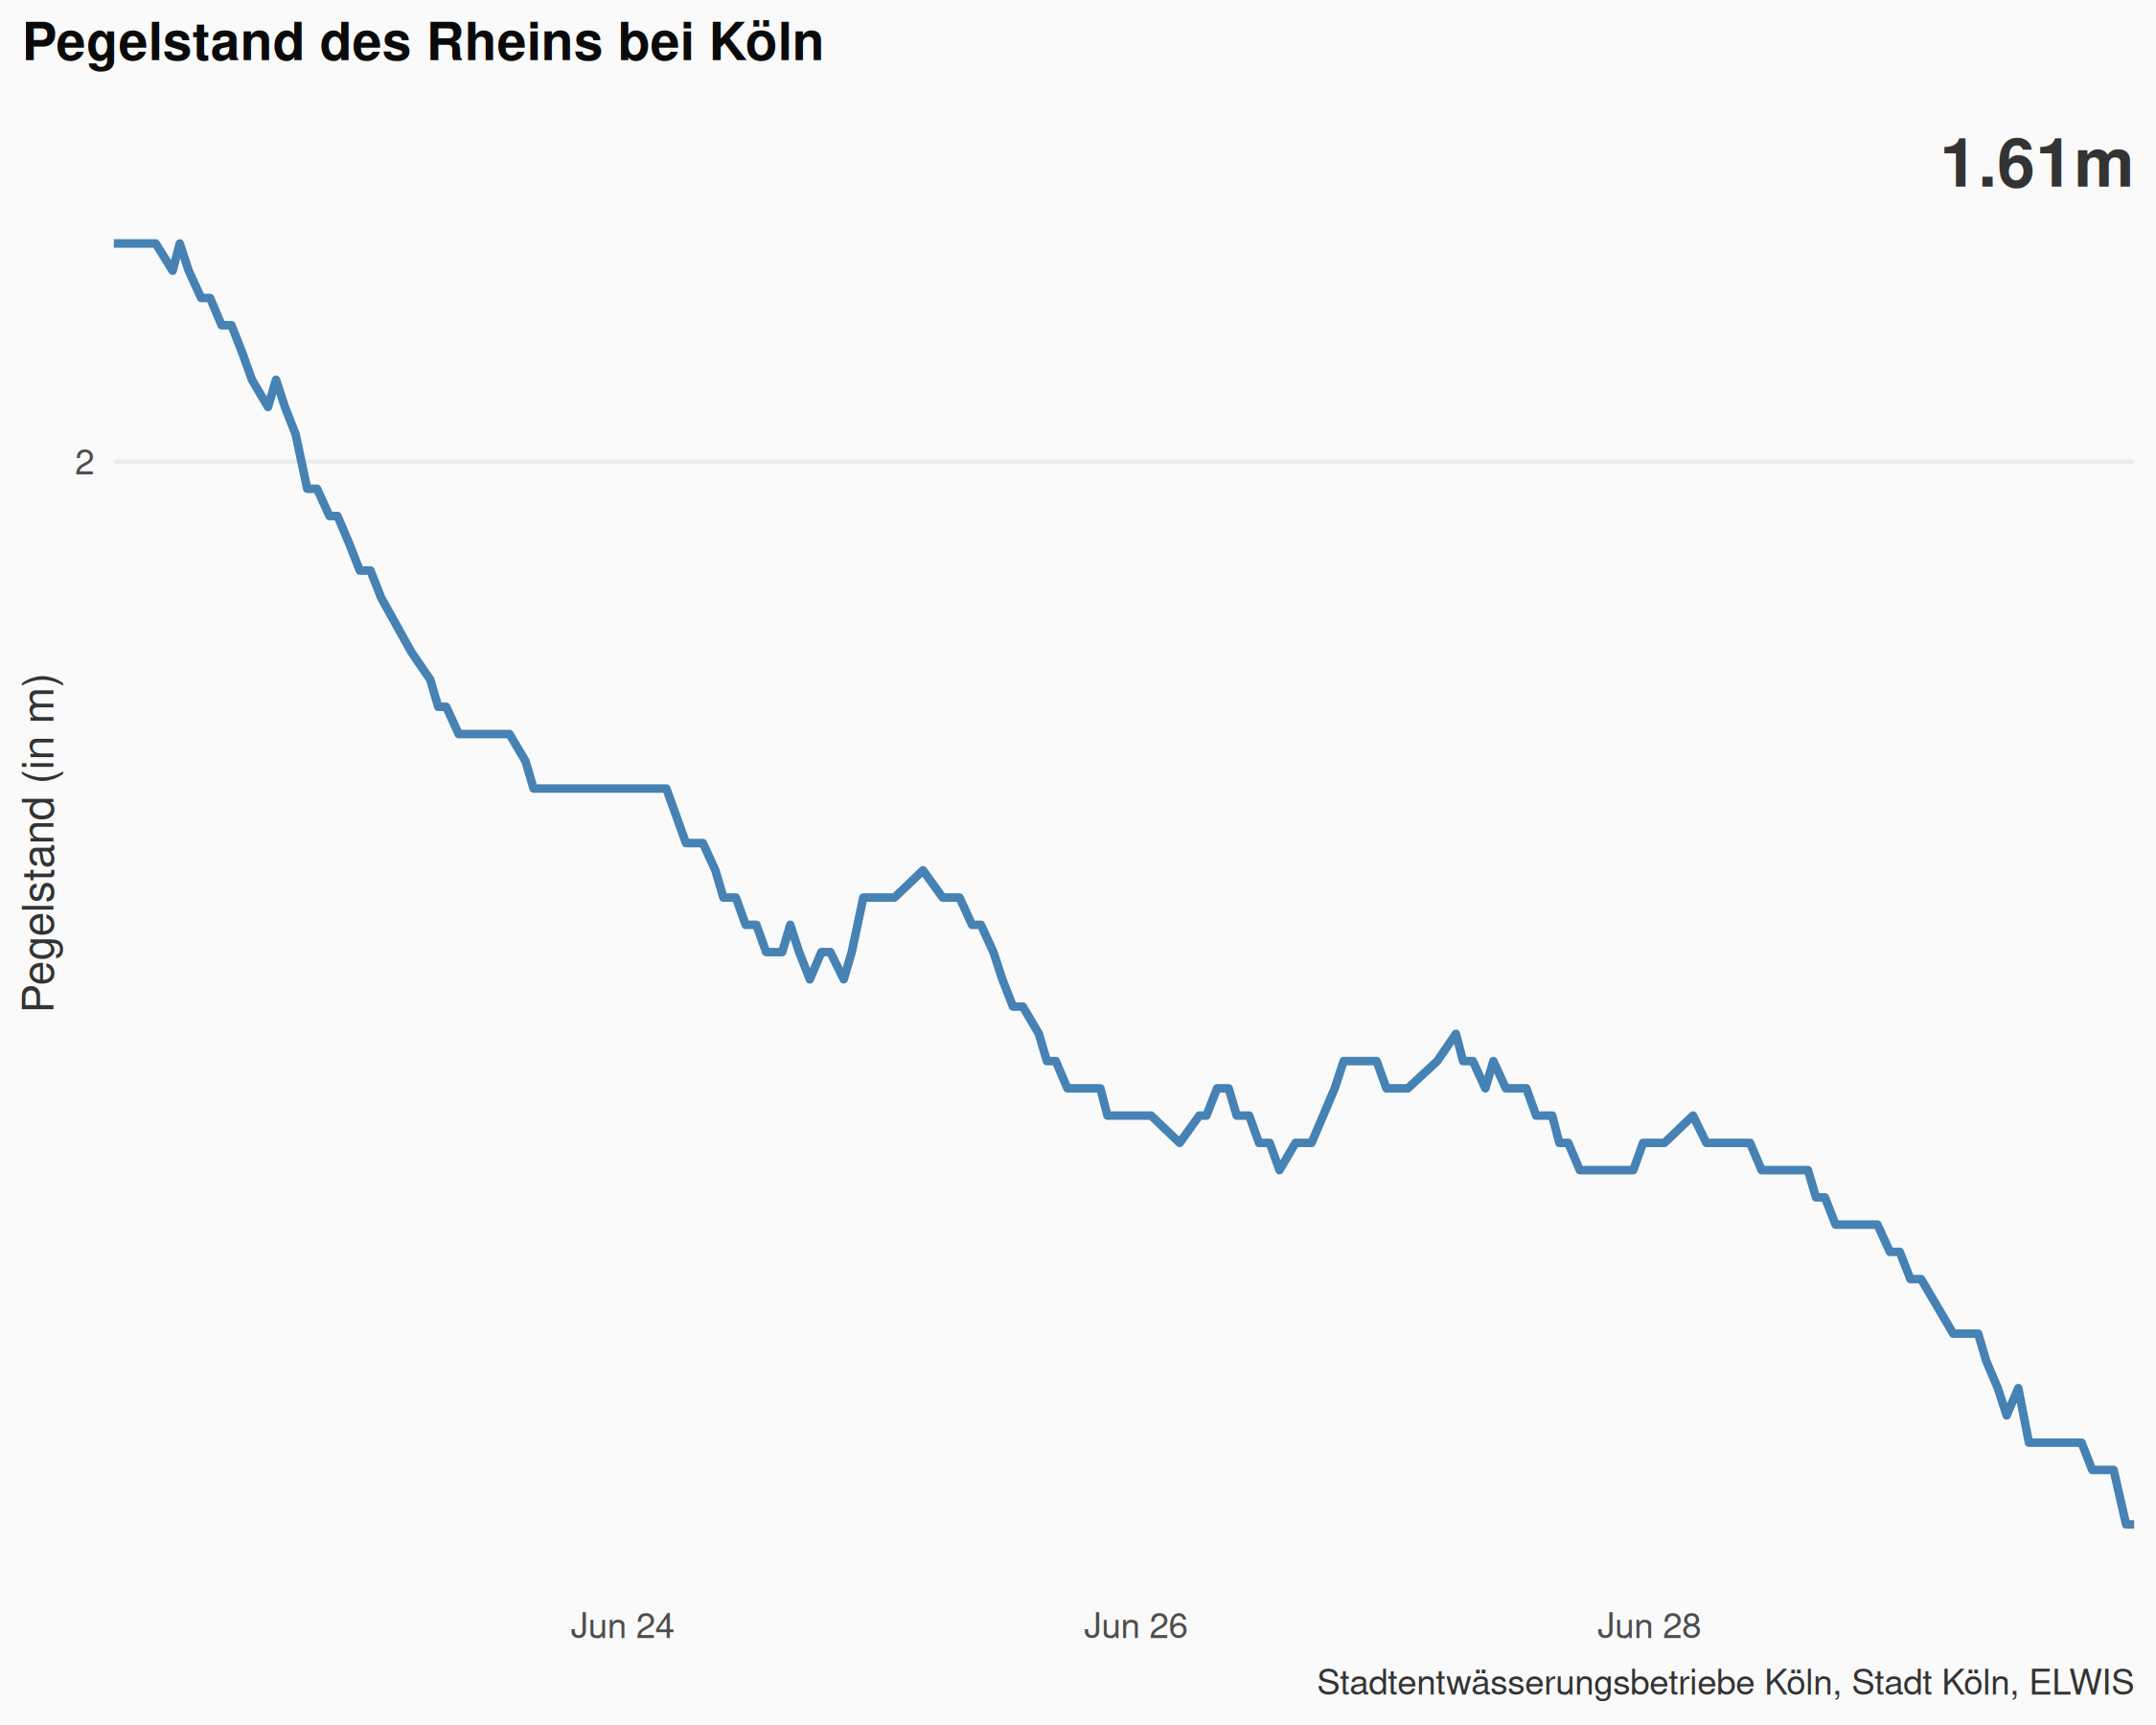 Pegelstand des Rheins bei Köln
1.61m
2
Pegelstand (in m)
Jun 24
Jun 26
Jun 28
Stadtentwässerungsbetriebe Köln, Stadt Köln, ELWIS